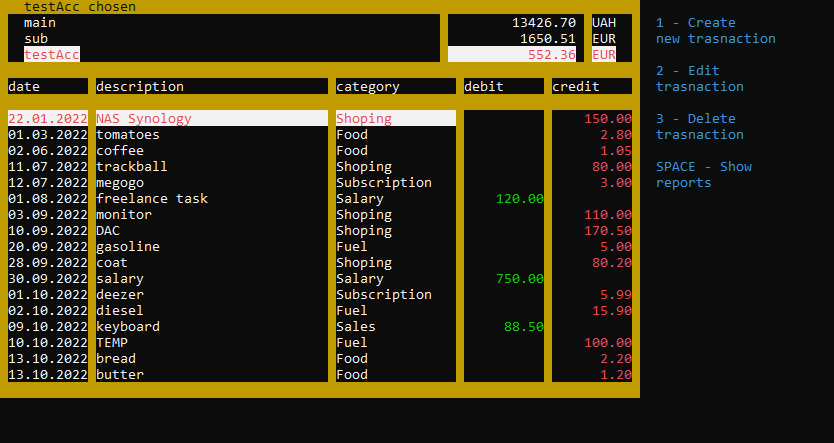 testAcc chosen
main 13426.70 UAH
sub 1650.51 EUR
testAcc 552.36 EUR
date description category debit credit
22.01.2022 NAS Synology Shoping 150.00
01.03.2022 tomatoes Food 2.80
02.06.2022 coffee Food 1.05
11.07.2022 trackball Shoping 80.00
12.07.2022 megogo Subscription 3.00
01.08.2022 freelance task Salary 120.00
03.09.2022 monitor Shoping 110.00
10.09.2022 DAC Shoping 170.50
20.09.2022 gasoline Fuel 5.00
28.09.2022 coat Shoping 80.20
30.09.2022 salary Salary 750.00
01.10.2022 deezer Subscription 5.99
02.10.2022 diesel Fuel 15.90
09.10.2022 keyboard Sales 88.50
10.10.2022 TEMP Fuel 100.00
13.10.2022 bread Food 2.20
13.10.2022 butter Food 1.20
1 - Create
new trasnaction
2 - Edit
trasnaction
3 - Delete
trasnaction
SPACE - Show
reports